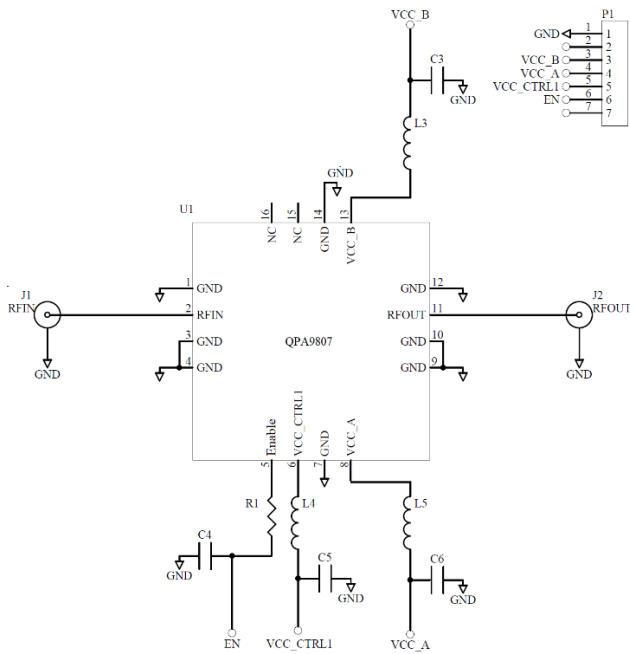 VCC_B
P1
GND 1 1
2 2
VCC_B 3 3
VCC_A 4 4
VCC_CTRL1 5 5
EN 6 6
7 7
C3
GND
L3
GND
U1
16 15 14 13
NC NC GND VCC_B
1 GND
GND 12
J1
RFIN
2 RFIN
RFOUT 11
J2
RFOUT
3 GND
QPA9807
GND 10
GND
4 GND
GND 9
GND
Enable VCC_CTRL1 GND VCC_A
5 6 7 8
R1
L4
L5
C4
GND
C5
GND
C6
GND
EN
VCC_CTRL1
VCC_A